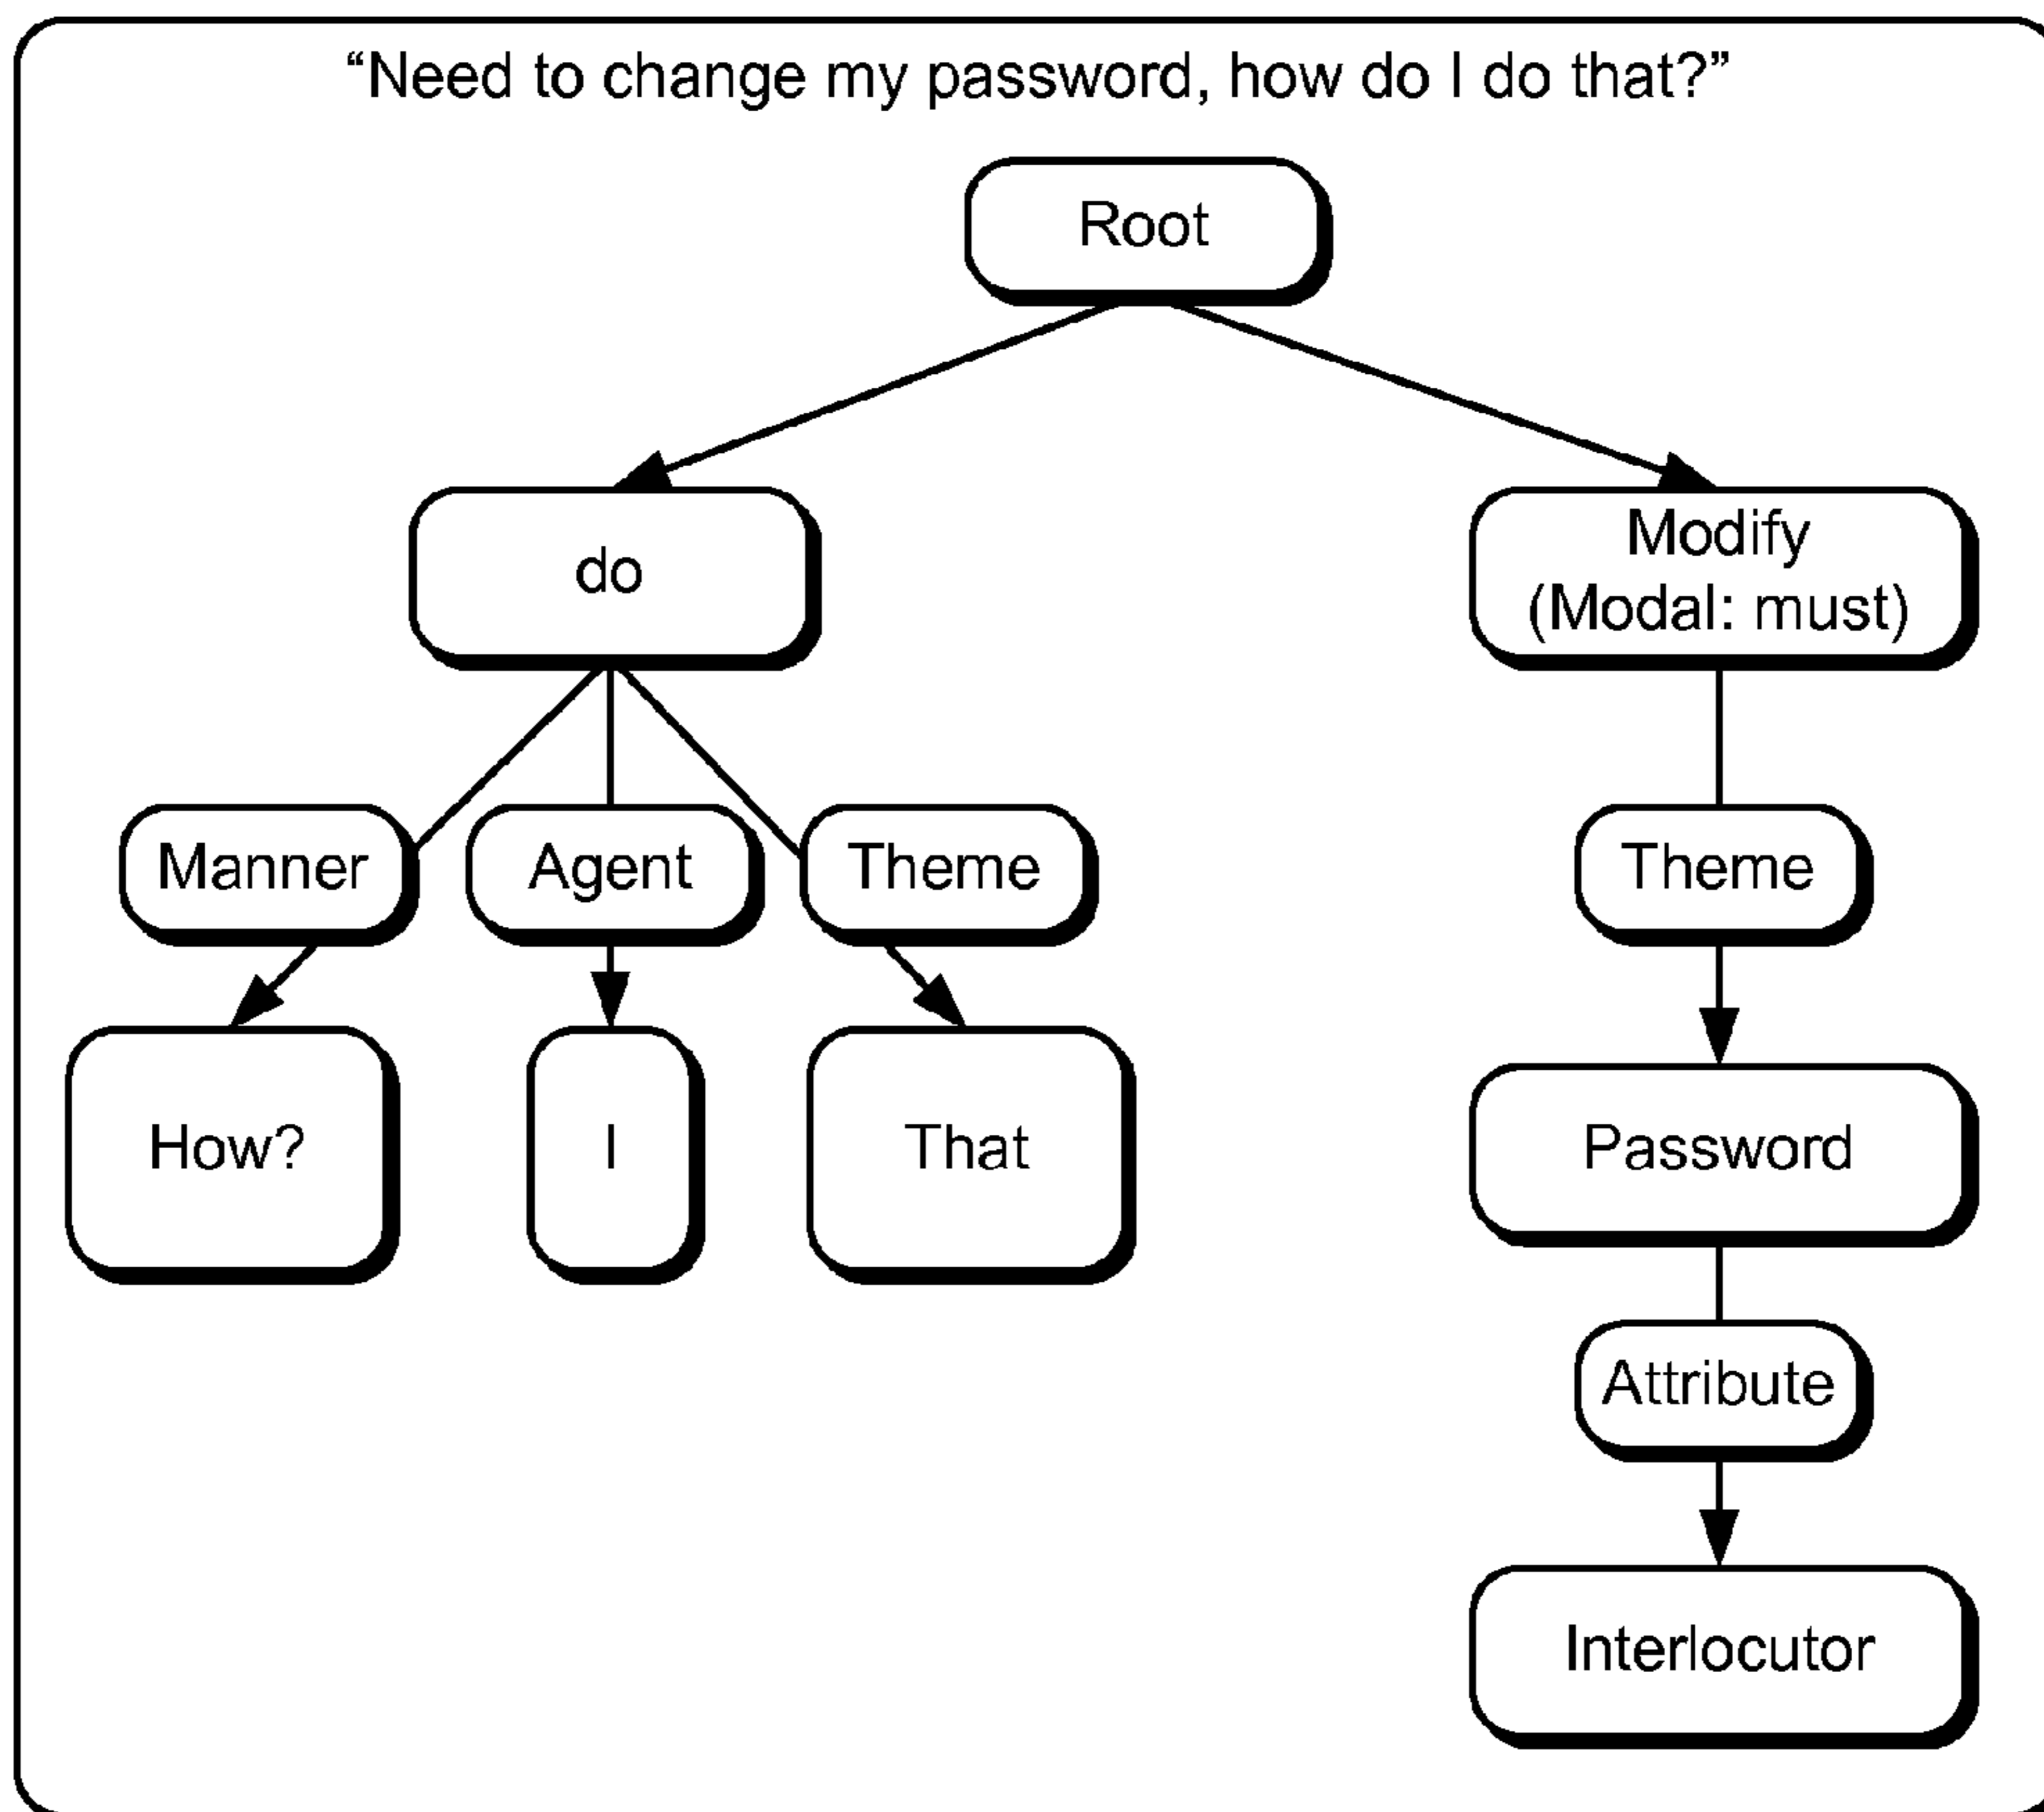 “Need to change my password, how do I do that?”
Root
do
Modify
(Modal: must)
Manner
Agent
Theme
Theme
How?
I
That
Password
Attribute
Interlocutor